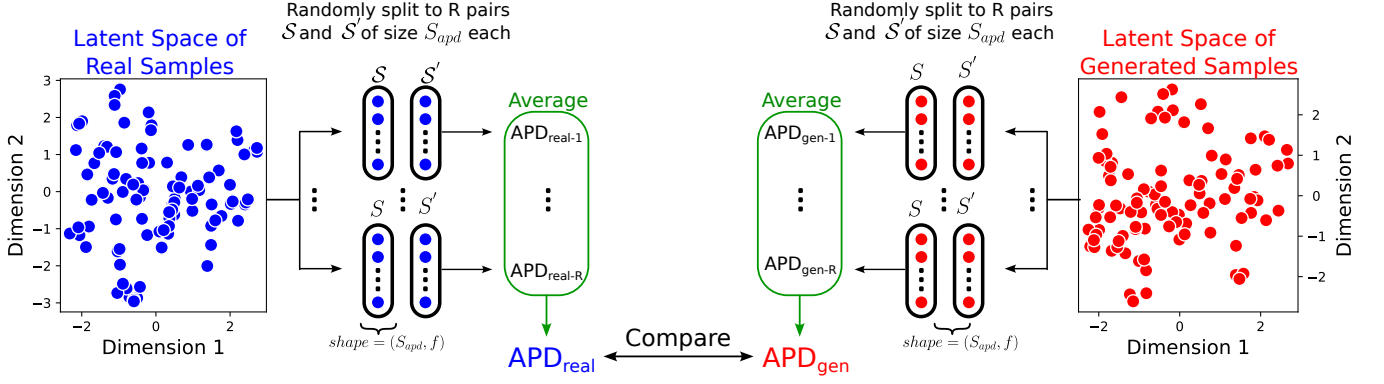 Randomly split to R pairs
𝒮 and 𝒮′ of size S_apd each
Latent Space of
Real Samples
3
2
1
0
−1
−2
−3
−2
0
2
Dimension 2
Dimension 1
𝒮
𝒮′
S
S′
shape = (S_apd, f)
Average
APD_real-1
APD_real-R
APD_real
Compare
Randomly split to R pairs
𝒮 and 𝒮′ of size S_apd each
Average
APD_gen-1
APD_gen-R
APD_gen
S
S′
S
S′
shape = (S_apd, f)
Latent Space of
Generated Samples
2
1
0
−1
−2
−2
0
2
Dimension 2
Dimension 1